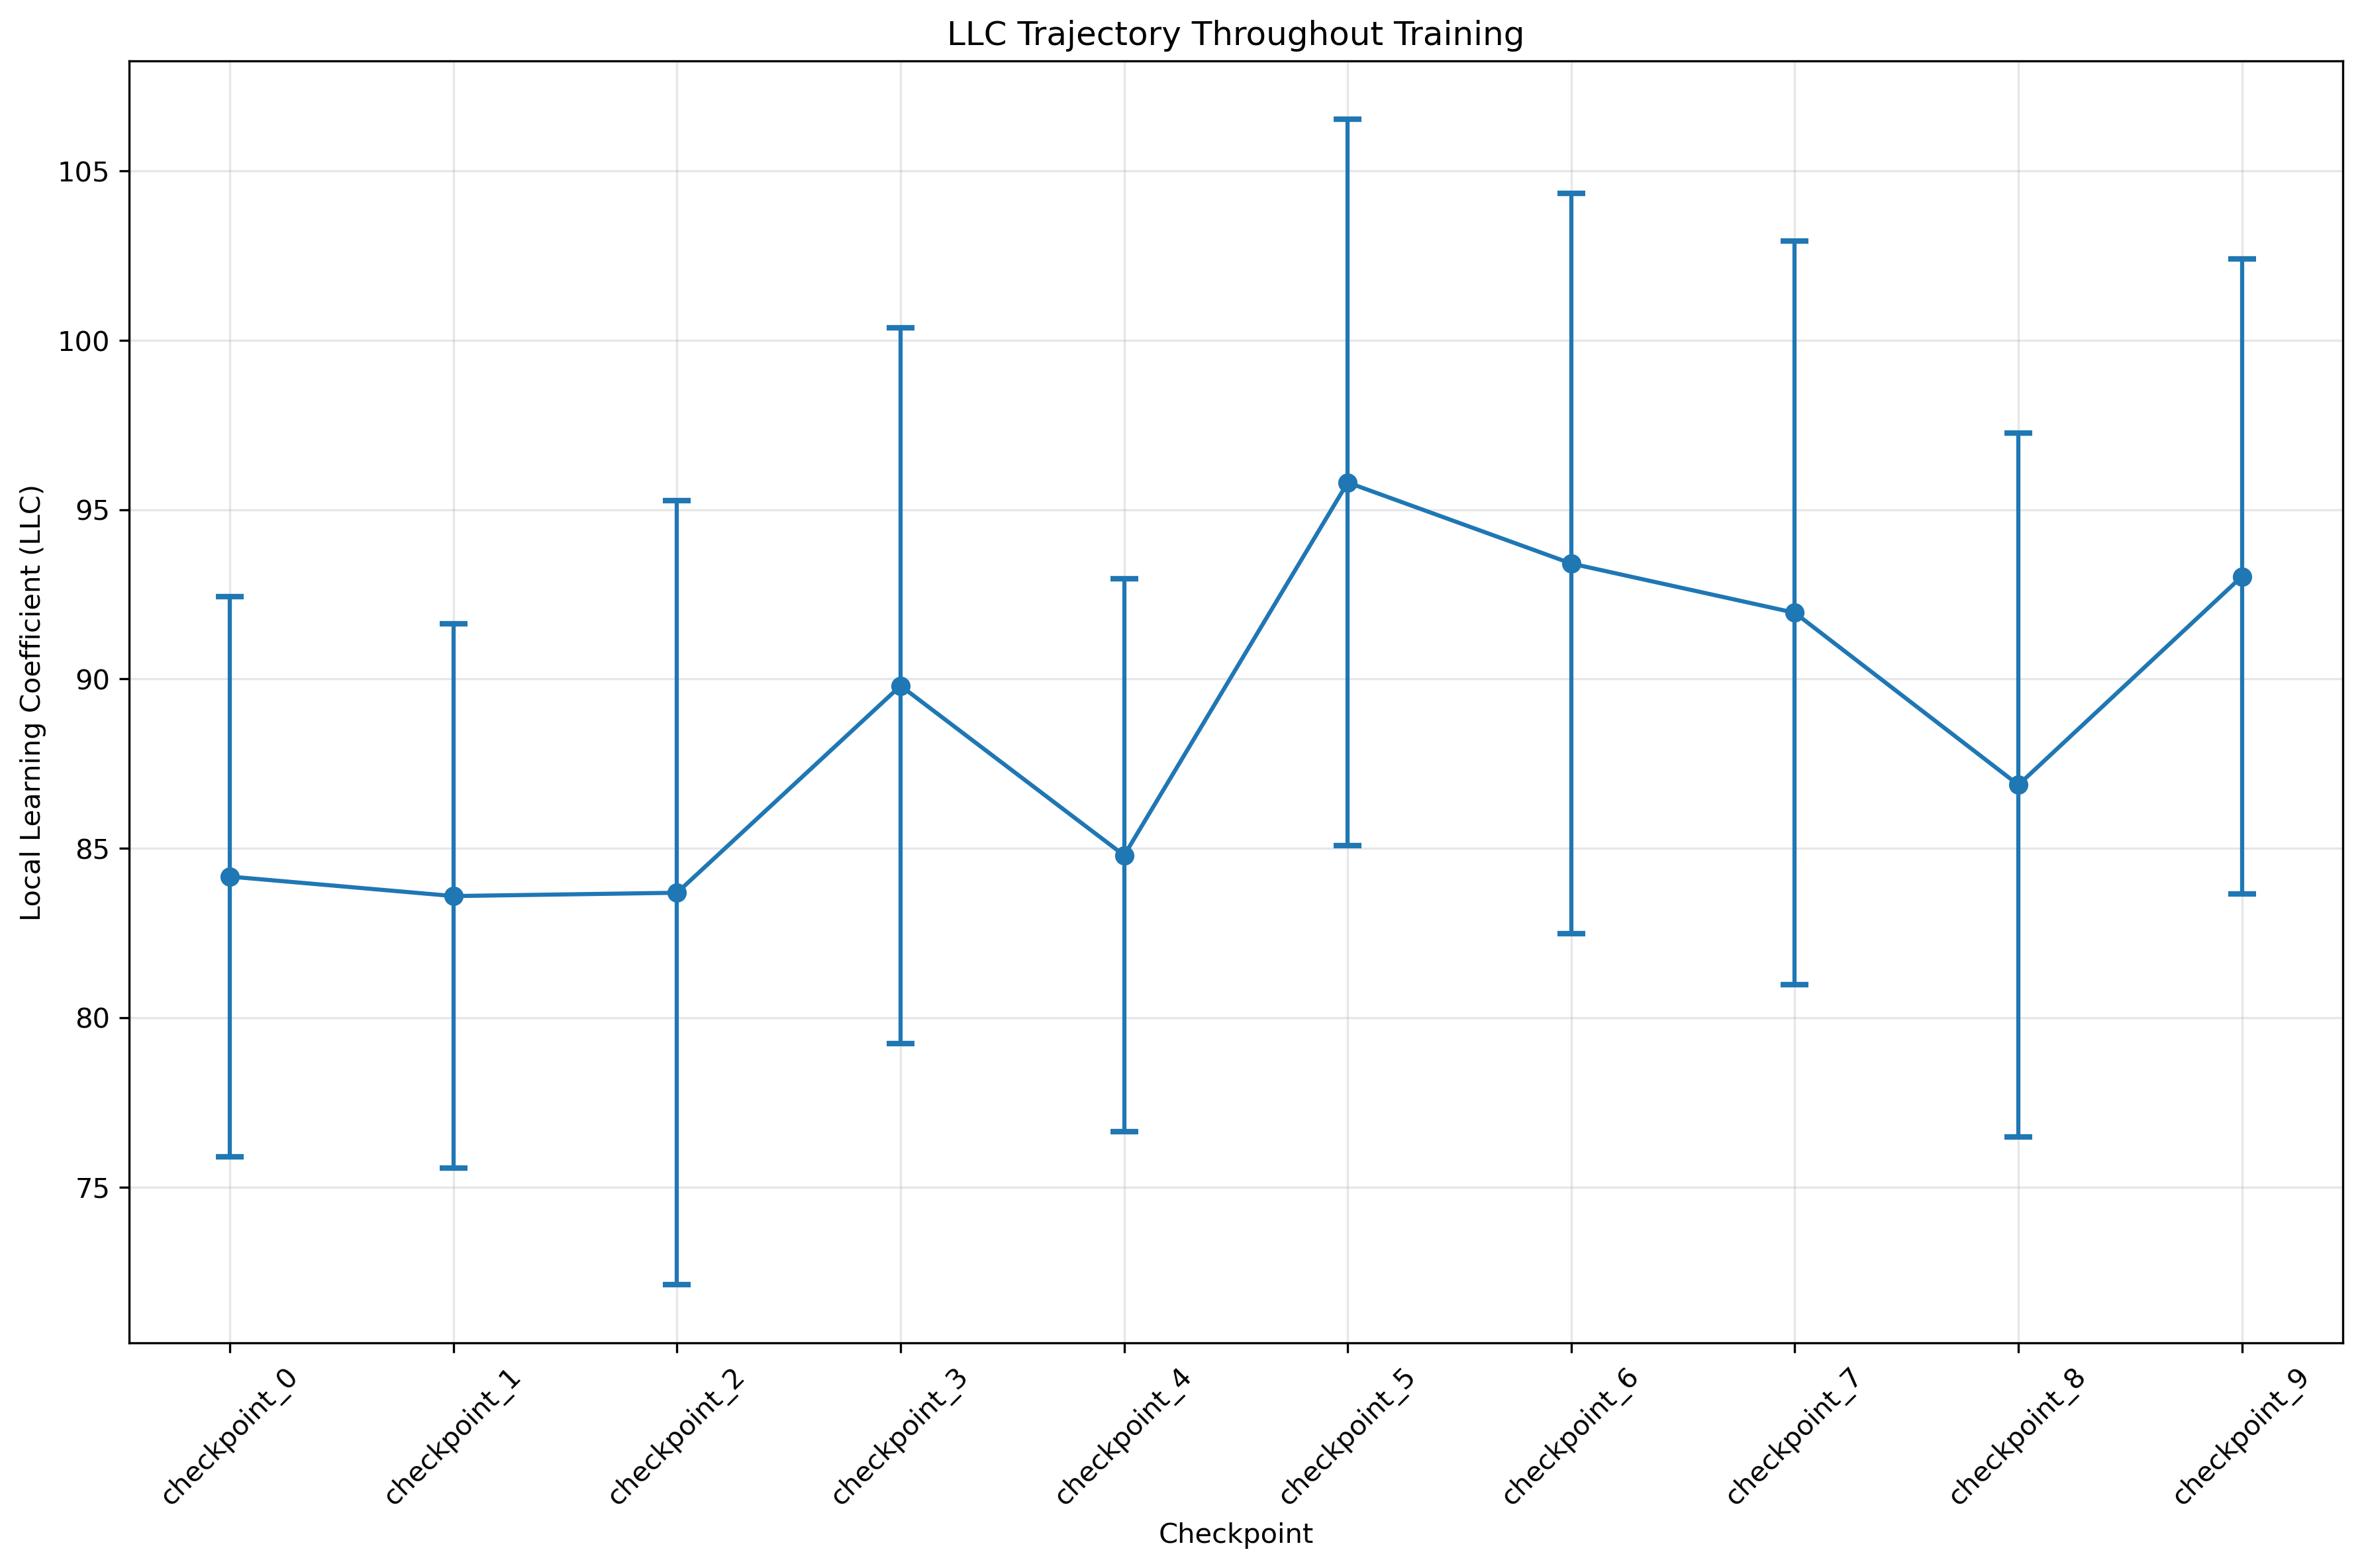 LLC Trajectory Throughout Training
Local Learning Coefficient (LLC)
105
100
95
90
85
80
75
checkpoint_0
checkpoint_1
checkpoint_2
checkpoint_3
checkpoint_4
checkpoint_5
checkpoint_6
checkpoint_7
checkpoint_8
checkpoint_9
Checkpoint